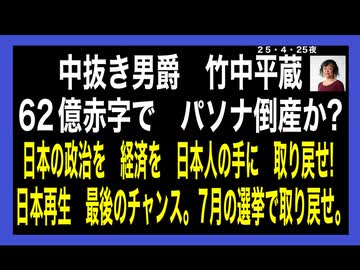 25・4・25夜
中抜き男爵　竹中平蔵
62億赤字で　パソナ倒産か?
日本の政治を　経済を　日本人の手に　取り戻せ!
日本再生　最後のチャンス。7月の選挙で取り戻せ。